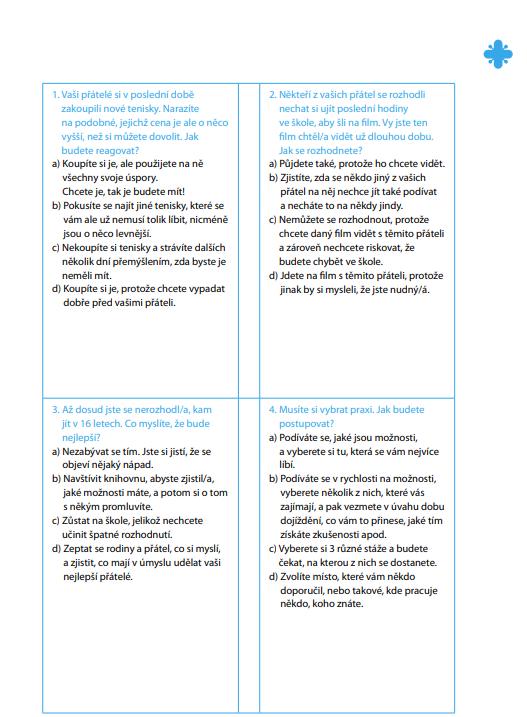 1. Vaši přátelé si v poslední době
zakoupili nové tenisky. Narazíte
na podobné, jejichž cena je ale o něco
vyšší, než si můžete dovolit. Jak
budete reagovat?
a) Koupíte si je, ale použijete na ně
všechny svoje úspory.
Chcete je, tak je budete mít!
b) Pokusíte se najít jiné tenisky, které se
vám ale už nemusí tolik líbit, nicméně
jsou o něco levnější.
c) Nekoupíte si tenisky a strávíte dalších
několik dní přemýšlením, zda byste je
neměli mít.
d) Koupíte si je, protože chcete vypadat
dobře před vašimi přáteli.
2. Někteří z vašich přátel se rozhodli
nechat si ujít poslední hodiny
ve škole, aby šli na film. Vy jste ten
film chtěl/a vidět už dlouhou dobu.
Jak se rozhodnete?
a) Půjdete také, protože ho chcete vidět.
b) Zjistíte, zda se někdo jiný z vašich
přátel na něj nechce jít také podívat
a necháte to na někdy jindy.
c) Nemůžete se rozhodnout, protože
chcete daný film vidět s těmito přáteli
a zároveň nechcete riskovat, že
budete chybět ve škole.
d) Jdete na film s těmito přáteli, protože
jinak by si mysleli, že jste nudný/á.
3. Až dosud jste se nerozhodl/a, kam
jít v 16 letech. Co myslíte, že bude
nejlepší?
a) Nezabývat se tím. Jste si jistí, že se
objeví nějaký nápad.
b) Navštívit knihovnu, abyste zjistil/a,
jaké možnosti máte, a potom si o tom
s někým promluvíte.
c) Zůstat na škole, jelikož nechcete
učinit špatné rozhodnutí.
d) Zeptat se rodiny a přátel, co si myslí,
a zjistit, co mají v úmyslu udělat vaši
nejlepší přátelé.
4. Musíte si vybrat praxi. Jak budete
postupovat?
a) Podíváte se, jaké jsou možnosti,
a vyberete si tu, která se vám nejvíce
líbí.
b) Podíváte se v rychlosti na možnosti,
vyberete několik z nich, které vás
zajímají, a pak vezmete v úvahu dobu
dojíždění, co vám to přinese, jaké tím
získáte zkušenosti apod.
c) Vyberete si 3 různé stáže a budete
čekat, na kterou z nich se dostanete.
d) Zvolíte místo, které vám někdo
doporučil, nebo takové, kde pracuje
někdo, koho znáte.